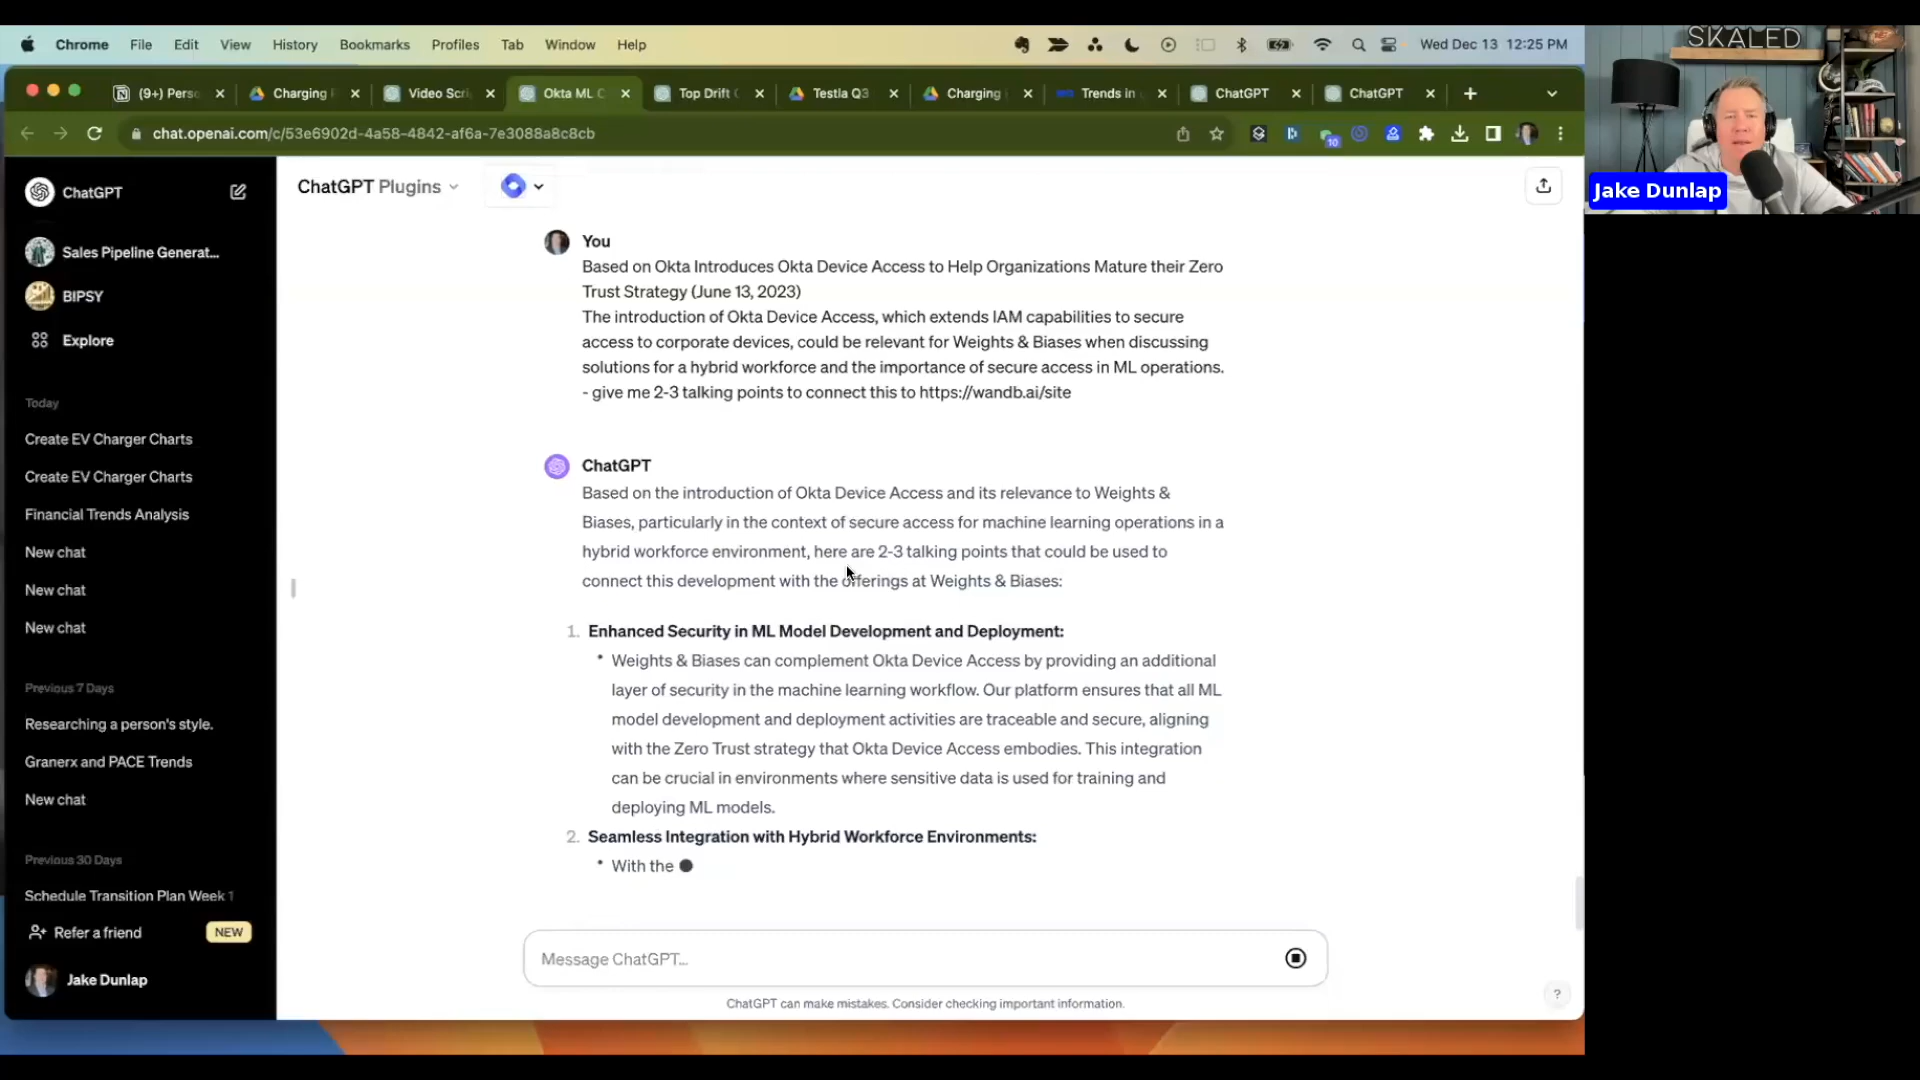 Chrome File Edit View History Bookmarks Profiles Tab Window Help Wed Dec 13 12:25 PM
SKALED
(9+) Perso Charging Video Scri Okta ML C Top Drift Testia Q3 Charging Trends in ChatGPT ChatGPT
chat.openai.com/c/53e6902d-4a58-4842-af6a-7e3088a8c8cb
10
Jake Dunlap
ChatGPT
Sales Pipeline Generat...
BIPSY
Explore
Today
Create EV Charger Charts
Create EV Charger Charts
Financial Trends Analysis
New chat
New chat
New chat
Previous 7 Days
Researching a person's style.
Granerx and PACE Trends
New chat
Previous 30 Days
Schedule Transition Plan Week 1
Refer a friend NEW
Jake Dunlap
ChatGPT Plugins
You
Based on Okta Introduces Okta Device Access to Help Organizations Mature their Zero
Trust Strategy (June 13, 2023)
The introduction of Okta Device Access, which extends IAM capabilities to secure
access to corporate devices, could be relevant for Weights & Biases when discussing
solutions for a hybrid workforce and the importance of secure access in ML operations.
- give me 2-3 talking points to connect this to https://wandb.ai/site
ChatGPT
Based on the introduction of Okta Device Access and its relevance to Weights &
Biases, particularly in the context of secure access for machine learning operations in a
hybrid workforce environment, here are 2-3 talking points that could be used to
connect this development with the offerings at Weights & Biases:
1. Enhanced Security in ML Model Development and Deployment:
• Weights & Biases can complement Okta Device Access by providing an additional
layer of security in the machine learning workflow. Our platform ensures that all ML
model development and deployment activities are traceable and secure, aligning
with the Zero Trust strategy that Okta Device Access embodies. This integration
can be crucial in environments where sensitive data is used for training and
deploying ML models.
2. Seamless Integration with Hybrid Workforce Environments:
• With the
Message ChatGPT...
ChatGPT can make mistakes. Consider checking important information.
?